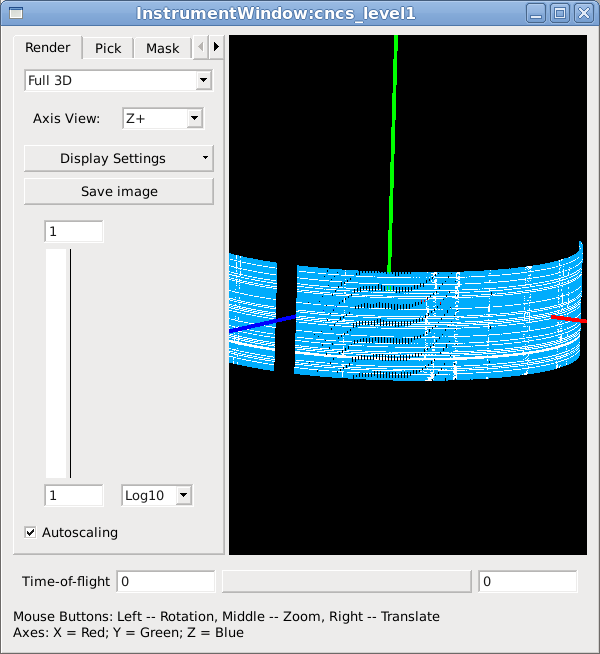 InstrumentWindow:cncs_level1
Render Pick Mask
Full 3D
Axis View: Z+
Display Settings
Save image
1
1 Log10
Autoscaling
Time-of-flight 0 0
Mouse Buttons: Left -- Rotation, Middle -- Zoom, Right -- Translate
Axes: X = Red; Y = Green; Z = Blue